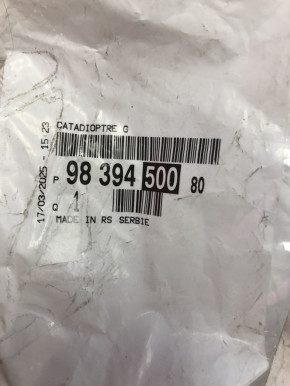 CATADIOPTRE G
17/03/2025 - 15:23
P 98 394 500 80
Q 1
MADE IN RS SERBIE